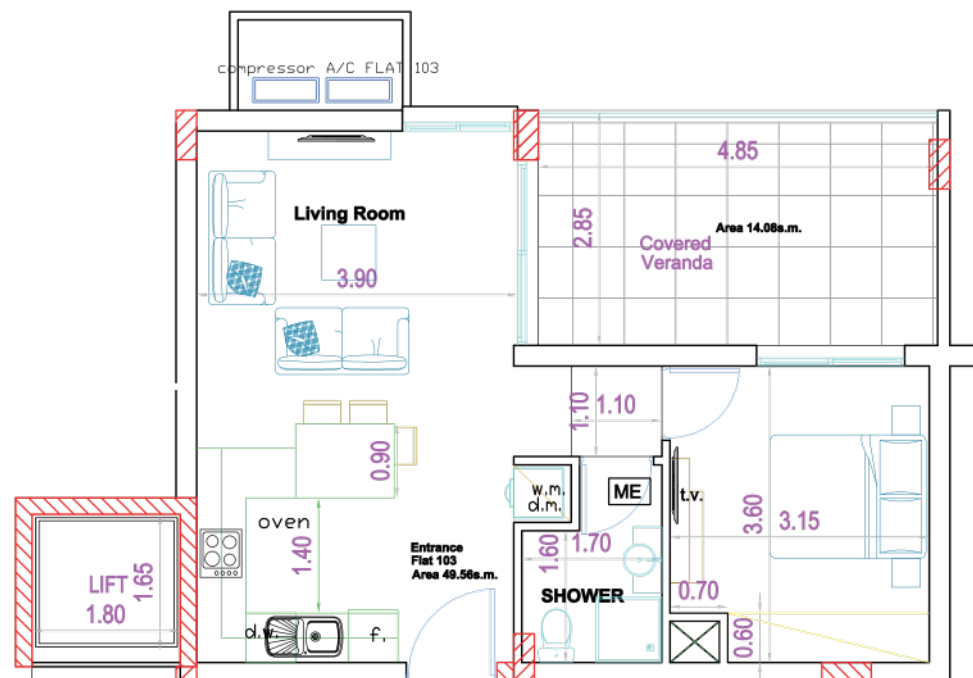 compressor A/C FLAT 103
4.85
Living Room
2.85
Area 14.08s.m.
Covered
Veranda
3.90
1.10
1.10
0.90
w.m.
d.m.
ME
t.v.
oven
3.60
3.15
1.40
Entrance
Flat 103
Area 49.56s.m.
1.60
1.70
LIFT
1.65
1.80
SHOWER
0.70
d.w.
f.
0.60